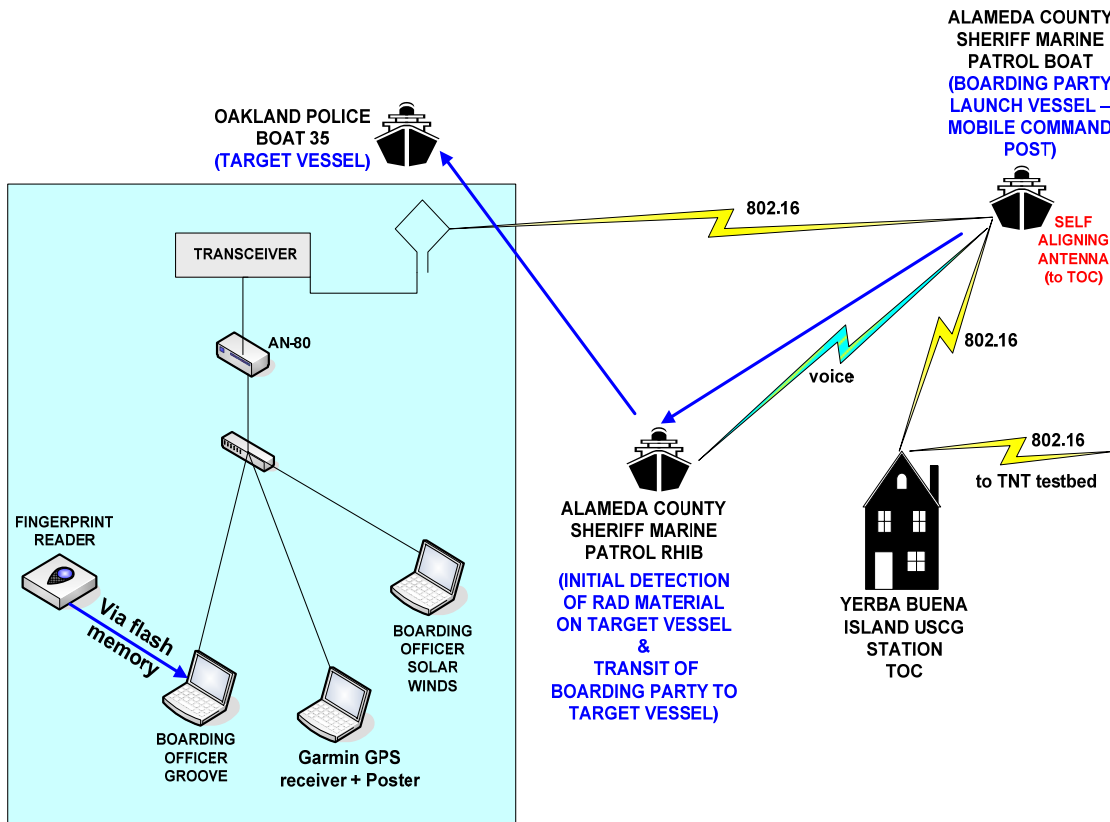 ALAMEDA COUNTY
SHERIFF MARINE
PATROL BOAT
(BOARDING PARTY
LAUNCH VESSEL –
MOBILE COMMAND
POST)
OAKLAND POLICE
BOAT 35
(TARGET VESSEL)
802.16
SELF
ALIGNING
ANTENNA
(to TOC)
TRANSCEIVER
AN-80
802.16
voice
802.16
to TNT testbed
FINGERPRINT
READER
Via flash
memory
BOARDING
OFFICER
SOLAR
WINDS
BOARDING
OFFICER
GROOVE
Garmin GPS
receiver + Poster
ALAMEDA COUNTY
SHERIFF MARINE
PATROL RHIB
(INITIAL DETECTION
OF RAD MATERIAL
ON TARGET VESSEL
&
TRANSIT OF
BOARDING PARTY TO
TARGET VESSEL)
YERBA BUENA
ISLAND USCG
STATION
TOC